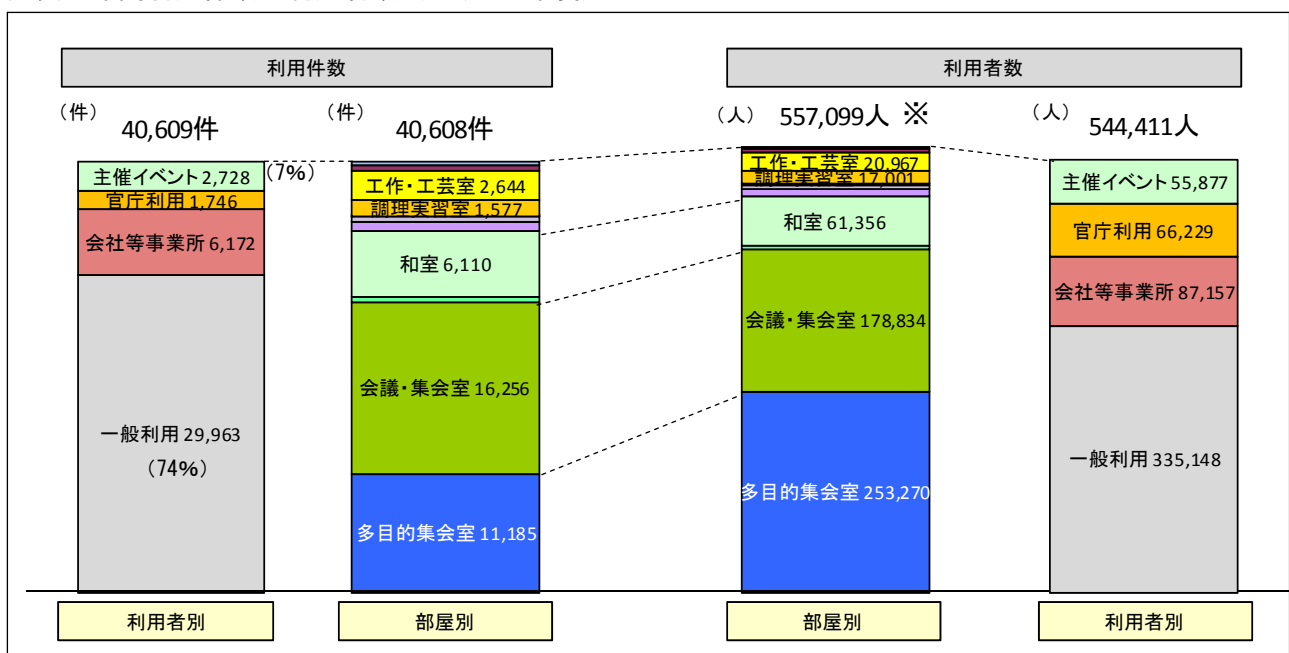 利用件数
利用者数
(件)
40,609件
(件)
40,608件
(人)
557,099人 ※
(人)
544,411人
主催イベント 2,728
(7%)
官庁利用 1,746
会社等事業所 6,172
一般利用 29,963
(74%)
工作・工芸室 2,644
調理実習室 1,577
和室 6,110
会議・集会室 16,256
多目的集会室 11,185
工作・工芸室 20,967
調理実習室 17,001
和室 61,356
会議・集会室 178,834
多目的集会室 253,270
主催イベント 55,877
官庁利用 66,229
会社等事業所 87,157
一般利用 335,148
利用者別
部屋別
部屋別
利用者別